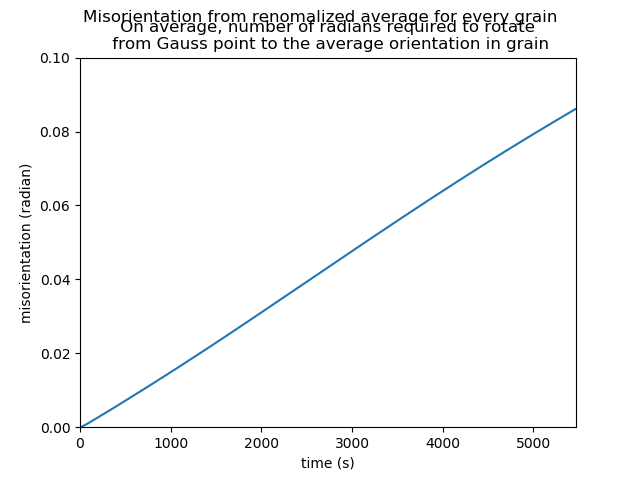 Misorientation from renomalized average for every grain
On average, number of radians required to rotate
from Gauss point to the average orientation in grain
0.10
0.08
0.06
0.04
0.02
0.00
misorientation (radian)
0 1000 2000 3000 4000 5000
time (s)